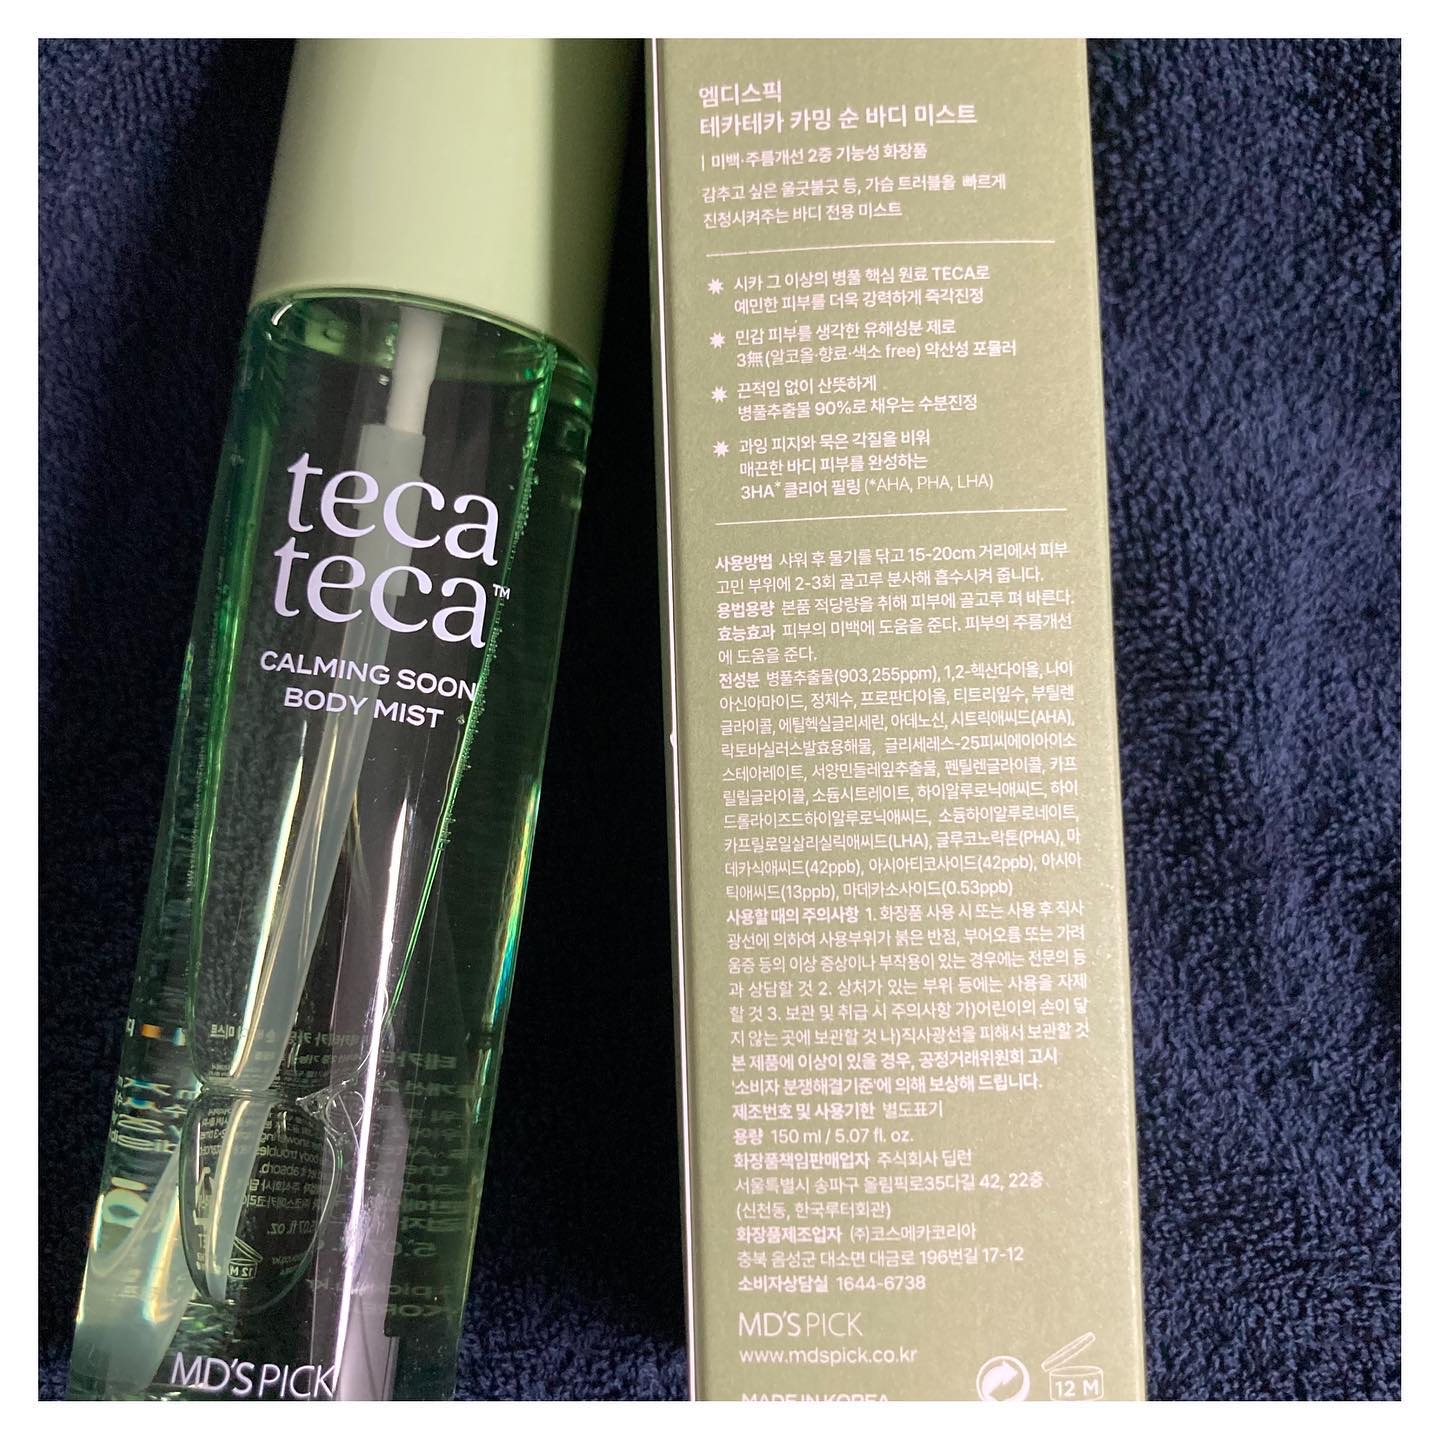 teca
teca™
CALMING SOON
BODY MIST
MD'S PICK
엠디스픽
테카테카 카밍 순 바디 미스트
| 미백·주름개선 2중 기능성 화장품
감추고 싶은 울긋불긋 등, 가슴 트러블을 빠르게
진정시켜주는 바디 전용 미스트
시카 그 이상의 병풀 핵심 원료 TECA로
예민한 피부를 더욱 강력하게 즉각진정
민감 피부를 생각한 유해성분 제로
3無(알코올·향료·색소 free) 약산성 포뮬러
끈적임 없이 산뜻하게
병풀추출물 90%로 채우는 수분진정
과잉 피지와 묵은 각질을 비워
매끈한 바디 피부를 완성하는
3HA* 클리어 필링 (*AHA, PHA, LHA)
사용방법 샤워 후 물기를 닦고 15-20cm 거리에서 피부
고민 부위에 2-3회 골고루 분사해 흡수시켜 줍니다.
용법용량 본품 적당량을 취해 피부에 골고루 펴 바른다.
효능효과 피부의 미백에 도움을 준다. 피부의 주름개선
에 도움을 준다.
전성분 병풀추출물(903,255ppm), 1,2-헥산다이올, 나이
아신아마이드, 정제수, 프로판다이올, 티트리잎수, 부틸렌
글라이콜, 에틸헥실글리세린, 아데노신, 시트릭애씨드(AHA),
락토바실러스발효용해물, 글리세레스-25피씨에이아이소
스테아레이트, 서양민들레잎추출물, 펜틸렌글라이콜, 카프
릴릴글라이콜, 소듐시트레이트, 하이알루로닉애씨드, 하이
드롤라이즈드하이알루로닉애씨드, 소듐하이알루로네이트,
카프릴로일살리실릭애씨드(LHA), 글루코노락톤(PHA), 마
데카식애씨드(42ppb), 아시아티코사이드(42ppb), 아시아
틱애씨드(13ppb), 마데카소사이드(0.53ppb)
사용할 때의 주의사항 1. 화장품 사용 시 또는 사용 후 직사
광선에 의하여 사용부위가 붉은 반점, 부어오름 또는 가려
움증 등의 이상 증상이나 부작용이 있는 경우에는 전문의 등
과 상담할 것 2. 상처가 있는 부위 등에는 사용을 자제
할 것 3. 보관 및 취급 시 주의사항 가)어린이의 손이 닿
지 않는 곳에 보관할 것 나)직사광선을 피해서 보관할 것
본 제품에 이상이 있을 경우, 공정거래위원회 고시
'소비자 분쟁해결기준'에 의해 보상해 드립니다.
제조번호 및 사용기한 별도표기
용량 150 ml / 5.07 fl. oz.
화장품책임판매업자 주식회사 딥런
서울특별시 송파구 올림픽로35다길 42, 22층
(신천동, 한국루터회관)
화장품제조업자 (주)코스메카코리아
충북 음성군 대소면 대금로 196번길 17-12
소비자상담실 1644-6738
MD'S PICK
www.mdspick.co.kr
MADE IN KOREA
12 M